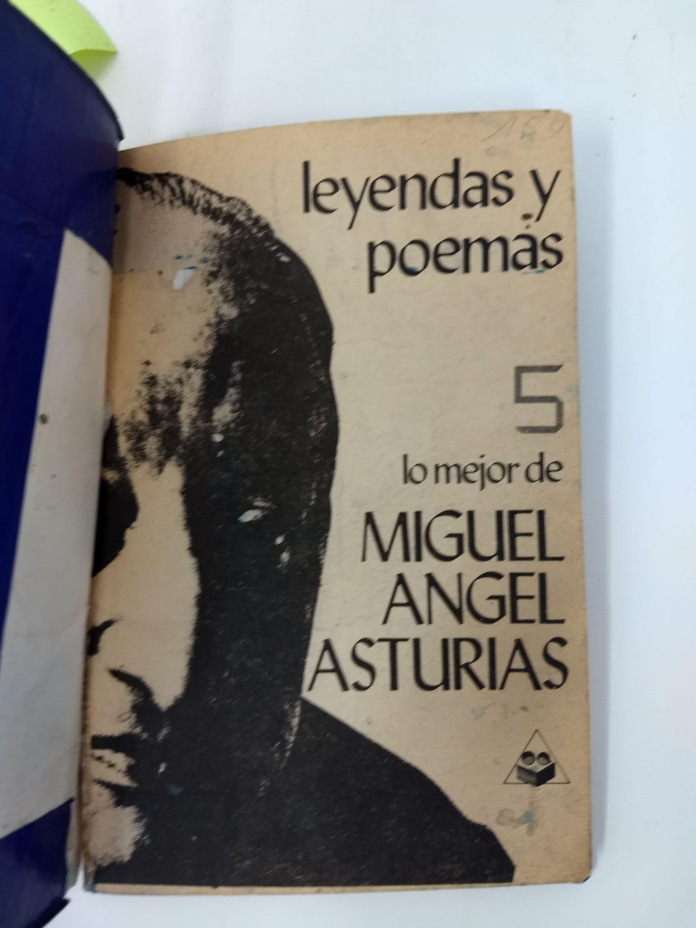 leyendas y
poemas
5
lo mejor de
MIGUEL
ANGEL
ASTURIAS